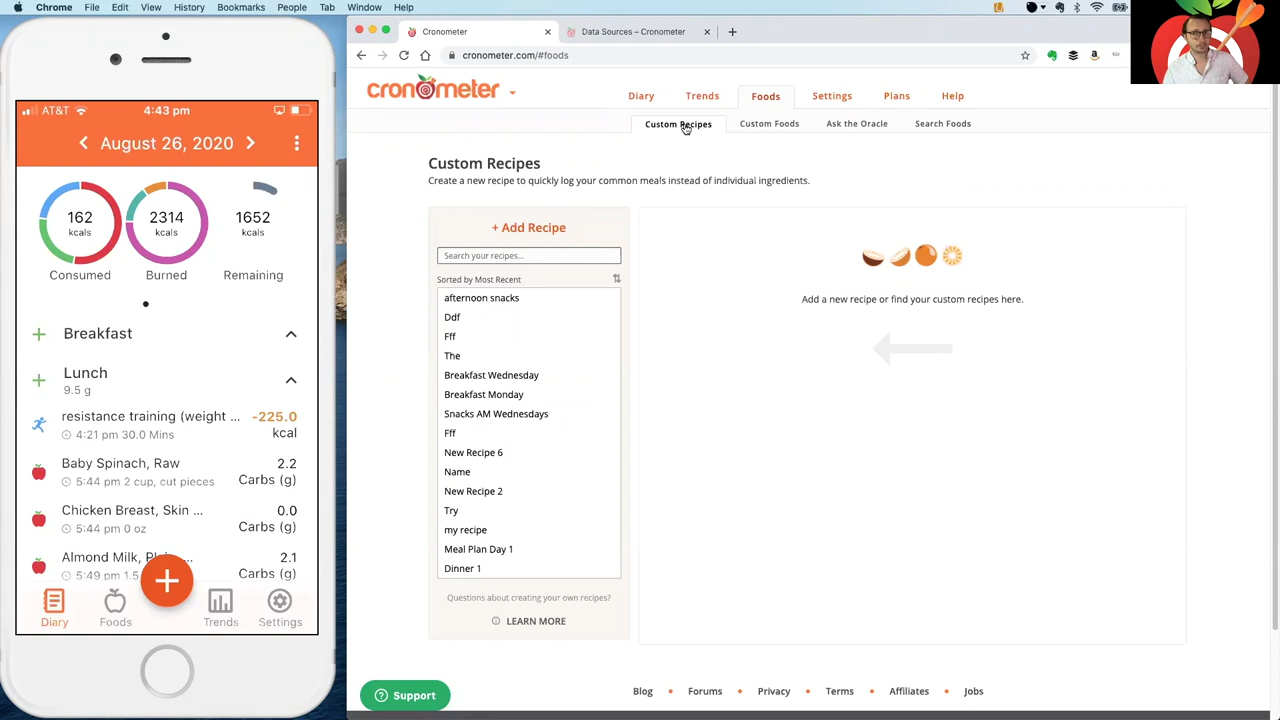 Chrome File Edit View History Bookmarks People Tab Window Help
AT&T 4:43 pm
August 26, 2020
162 kcals
2314 kcals
1652
Consumed Burned Remaining
Breakfast
Lunch
9.5 g
resistance training (weight ... -225.0
4:21 pm 30.0 Mins kcal
Baby Spinach, Raw 2.2
5:44 pm 2 cup, cut pieces Carbs (g)
Chicken Breast, Skin ... 0.0
5:44 pm 0 oz Carbs (g)
Almond Milk, 2.1
5:49 pm 1.5 Carbs (g)
Diary Foods Trends Settings
Cronometer
Data Sources – Cronometer
cronometer.com/#foods
cronometer
Diary Trends Foods Settings Plans Help
Custom Recipes Custom Foods Ask the Oracle Search Foods
Custom Recipes
Create a new recipe to quickly log your common meals instead of individual ingredients.
+ Add Recipe
Search your recipes...
Sorted by Most Recent
afternoon snacks
Ddf
Fff
The
Breakfast Wednesday
Breakfast Monday
Snacks AM Wednesdays
Fff
New Recipe 6
Name
New Recipe 2
Try
my recipe
Meal Plan Day 1
Dinner 1
Questions about creating your own recipes?
LEARN MORE
Add a new recipe or find your custom recipes here.
Support
Blog Forums Privacy Terms Affiliates Jobs